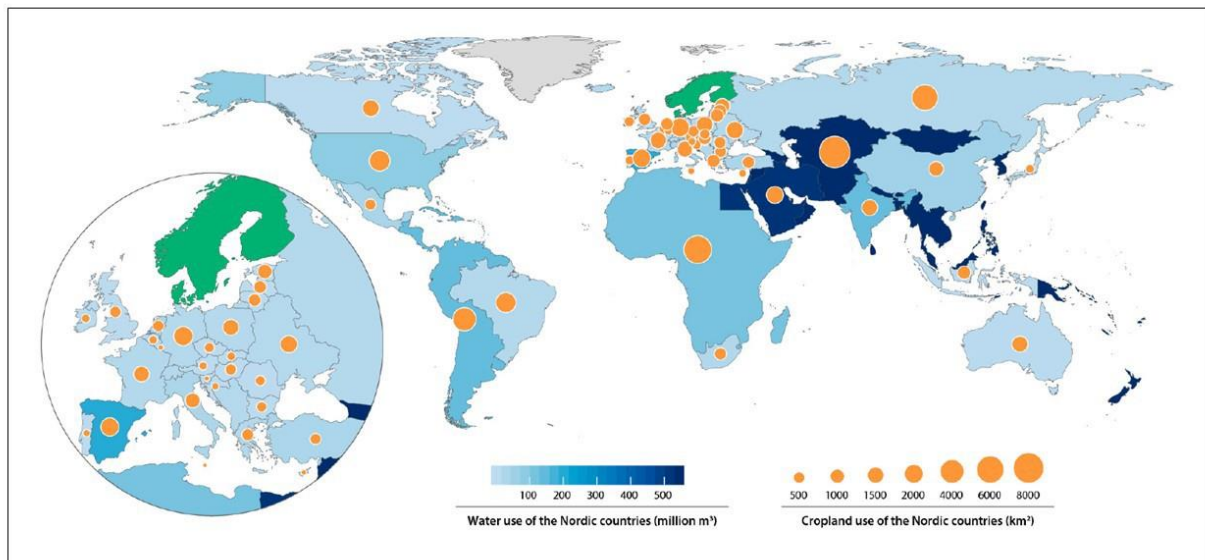 100 200 300 400 500
Water use of the Nordic countries (million m³)
500 1000 1500 2000 4000 6000 8000
Cropland use of the Nordic countries (km²)